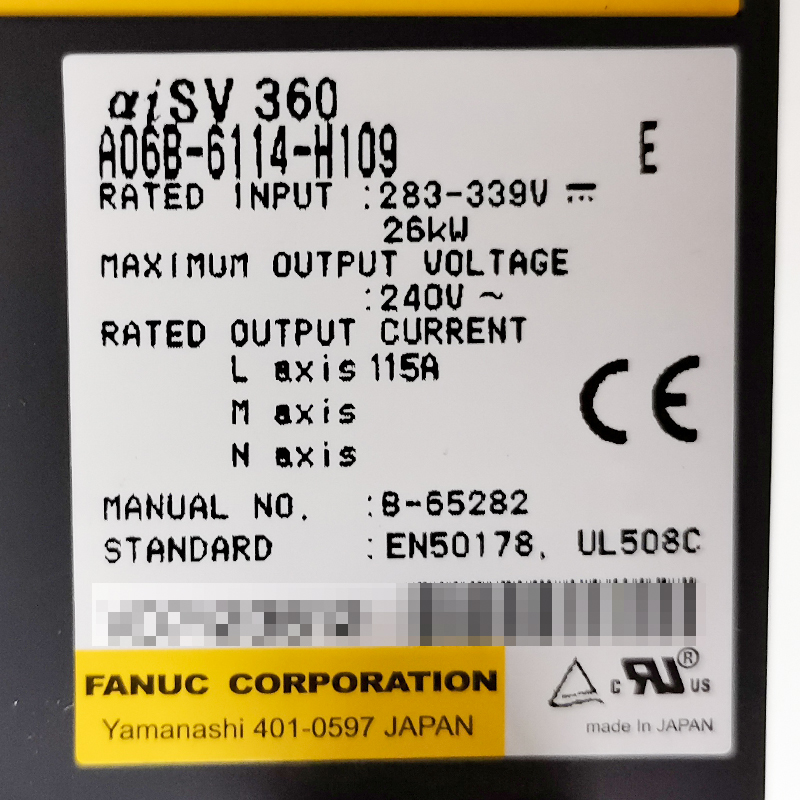 αiSV 360
A06B-6114-H109 E
RATED INPUT :283-339V ⎓
26kW
MAXIMUM OUTPUT VOLTAGE
:240V ~
RATED OUTPUT CURRENT
L axis 115A
M axis
N axis
MANUAL NO. :B-65282
STANDARD :EN50178, UL508C
CE
FANUC CORPORATION
Yamanashi 401-0597 JAPAN
c RU ® US
made In JAPAN